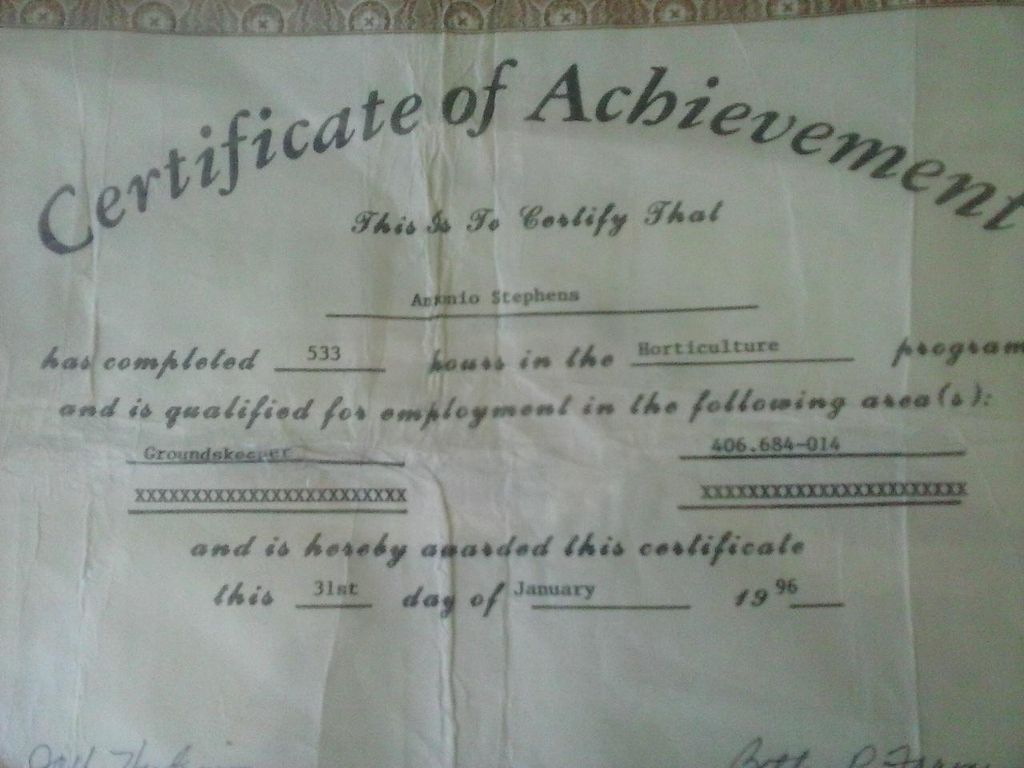 Certificate of Achievement
This Is To Certify That
Antonio Stephens
has completed 533 hours in the Horticulture program
and is qualified for employment in the following area(s):
Groundskeeper 406.684-014
XXXXXXXXXXXXXXXXXXXXXXXX XXXXXXXXXXXXXXXXXXXXXXX
and is hereby awarded this certificate
this 31st day of January 19 96